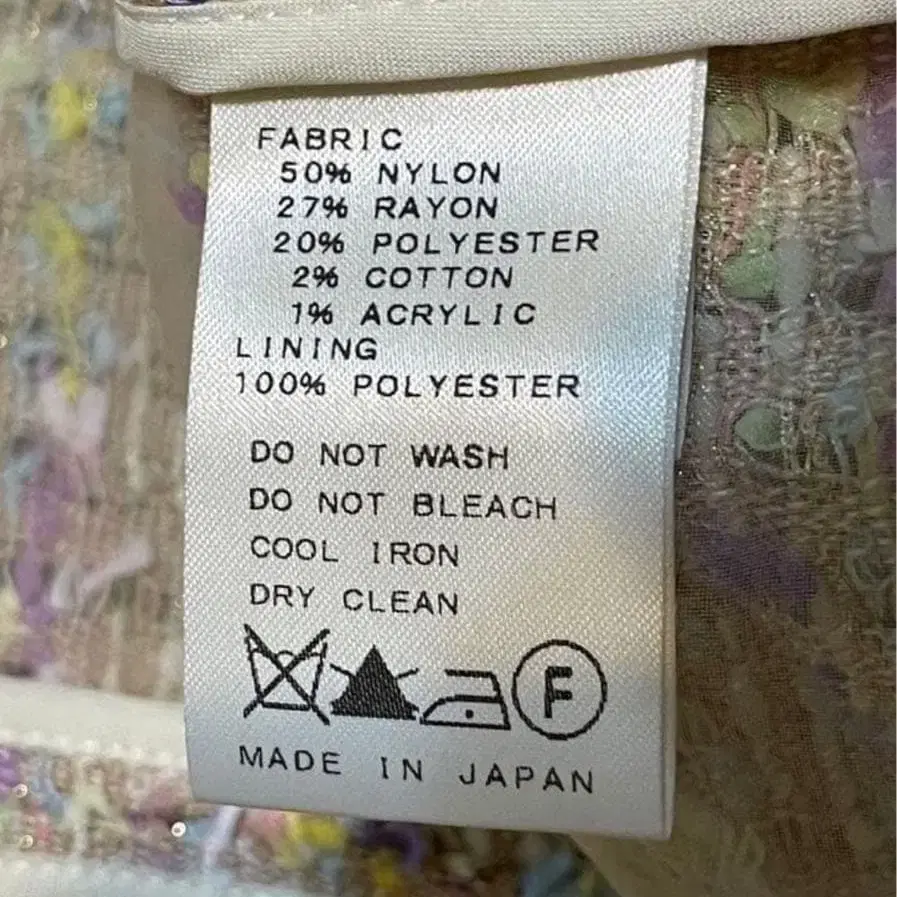 FABRIC
50% NYLON
27% RAYON
20% POLYESTER
2% COTTON
1% ACRYLIC
LINING
100% POLYESTER
DO NOT WASH
DO NOT BLEACH
COOL IRON
DRY CLEAN
F
MADE IN JAPAN